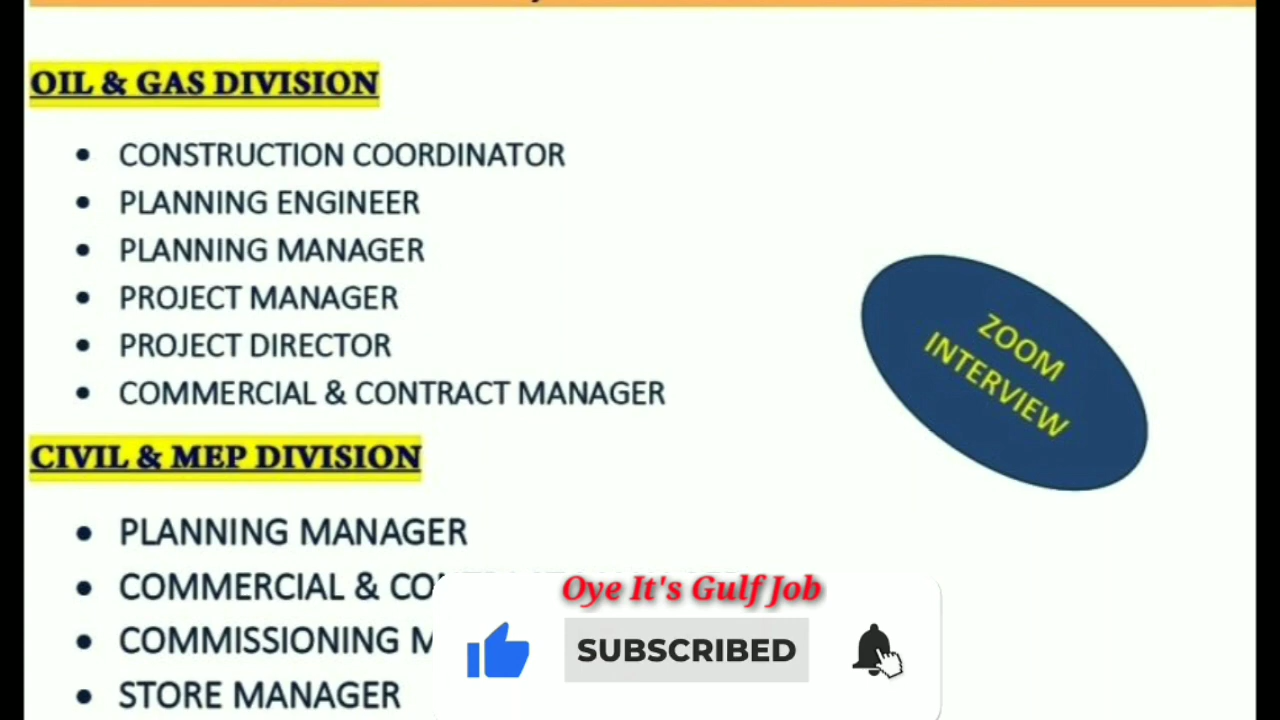 OIL & GAS DIVISION
• CONSTRUCTION COORDINATOR
• PLANNING ENGINEER
• PLANNING MANAGER
• PROJECT MANAGER
• PROJECT DIRECTOR
• COMMERCIAL & CONTRACT MANAGER
ZOOM
INTERVIEW
CIVIL & MEP DIVISION
• PLANNING MANAGER
• COMMERCIAL &
• COMMISSIONING
• STORE MANAGER
Oye It's Gulf Job
SUBSCRIBED